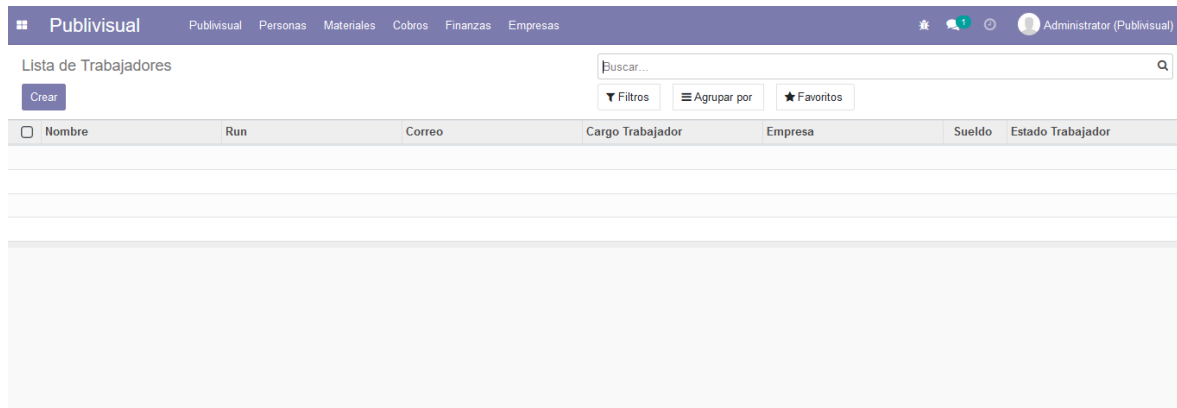 Publivisual Publivisual Personas Materiales Cobros Finanzas Empresas 1 Administrator (Publivisual)
Lista de Trabajadores Buscar...
Crear Filtros Agrupar por Favoritos
Nombre Run Correo Cargo Trabajador Empresa Sueldo Estado Trabajador